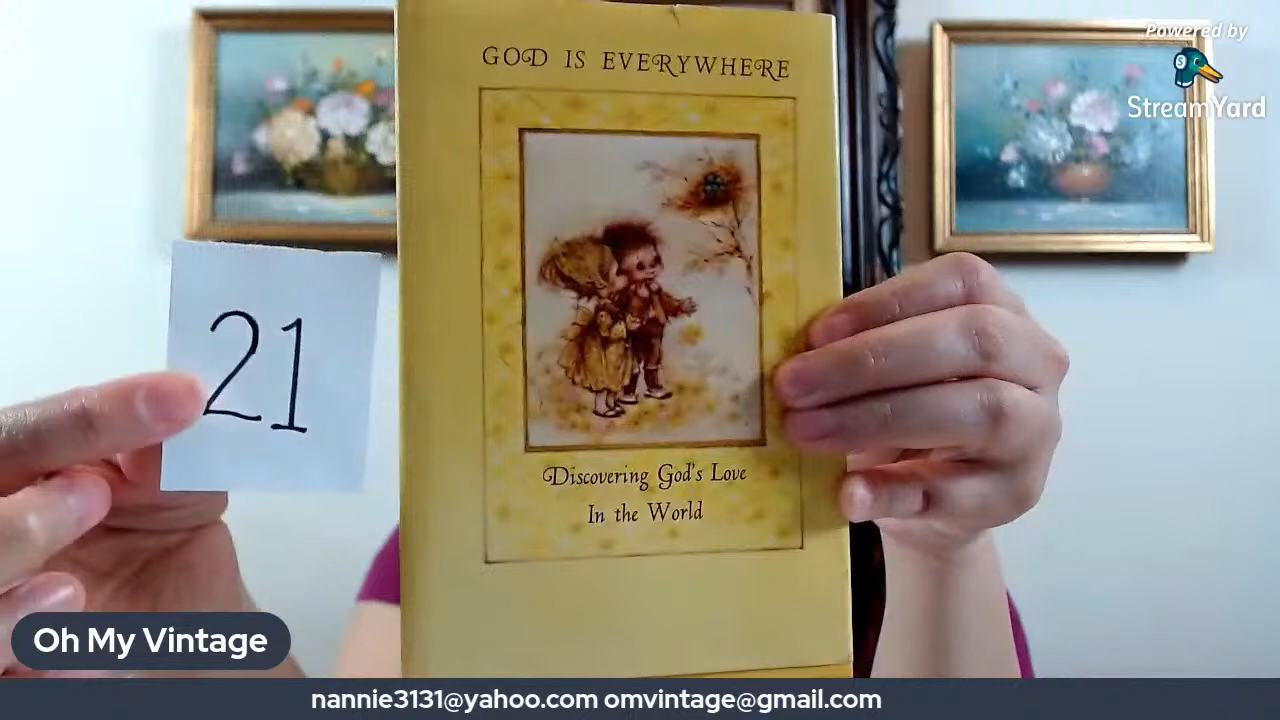 Powered by
StreamYard
GOD IS EVERYWHERE
21
Discovering God's Love
In the World
Oh My Vintage
nannie3131@yahoo.com omvintage@gmail.com